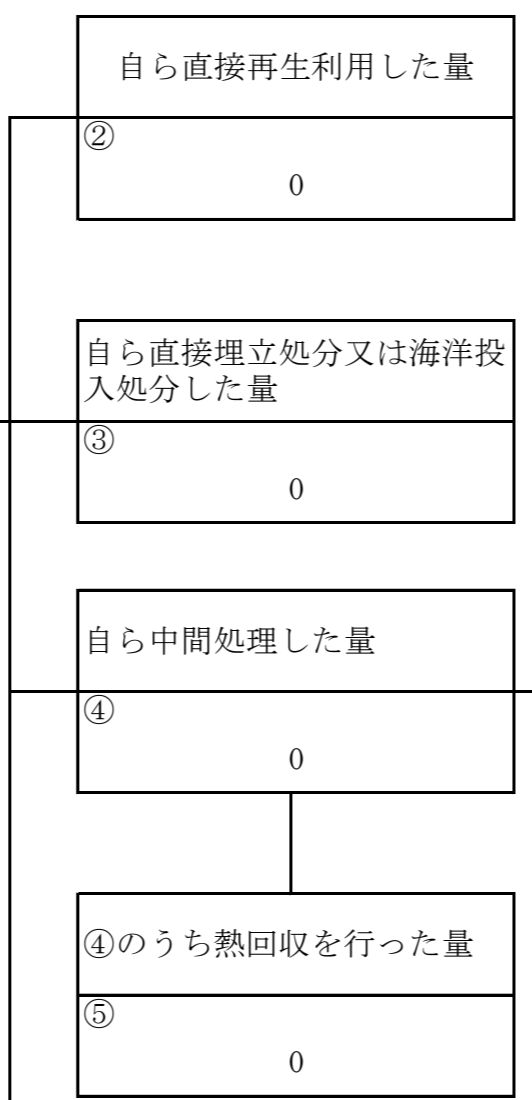 自ら直接再生利用した量
②
0
自ら直接埋立処分又は海洋投
入処分した量
③
0
自ら中間処理した量
④
0
④のうち熱回収を行った量
⑤
0